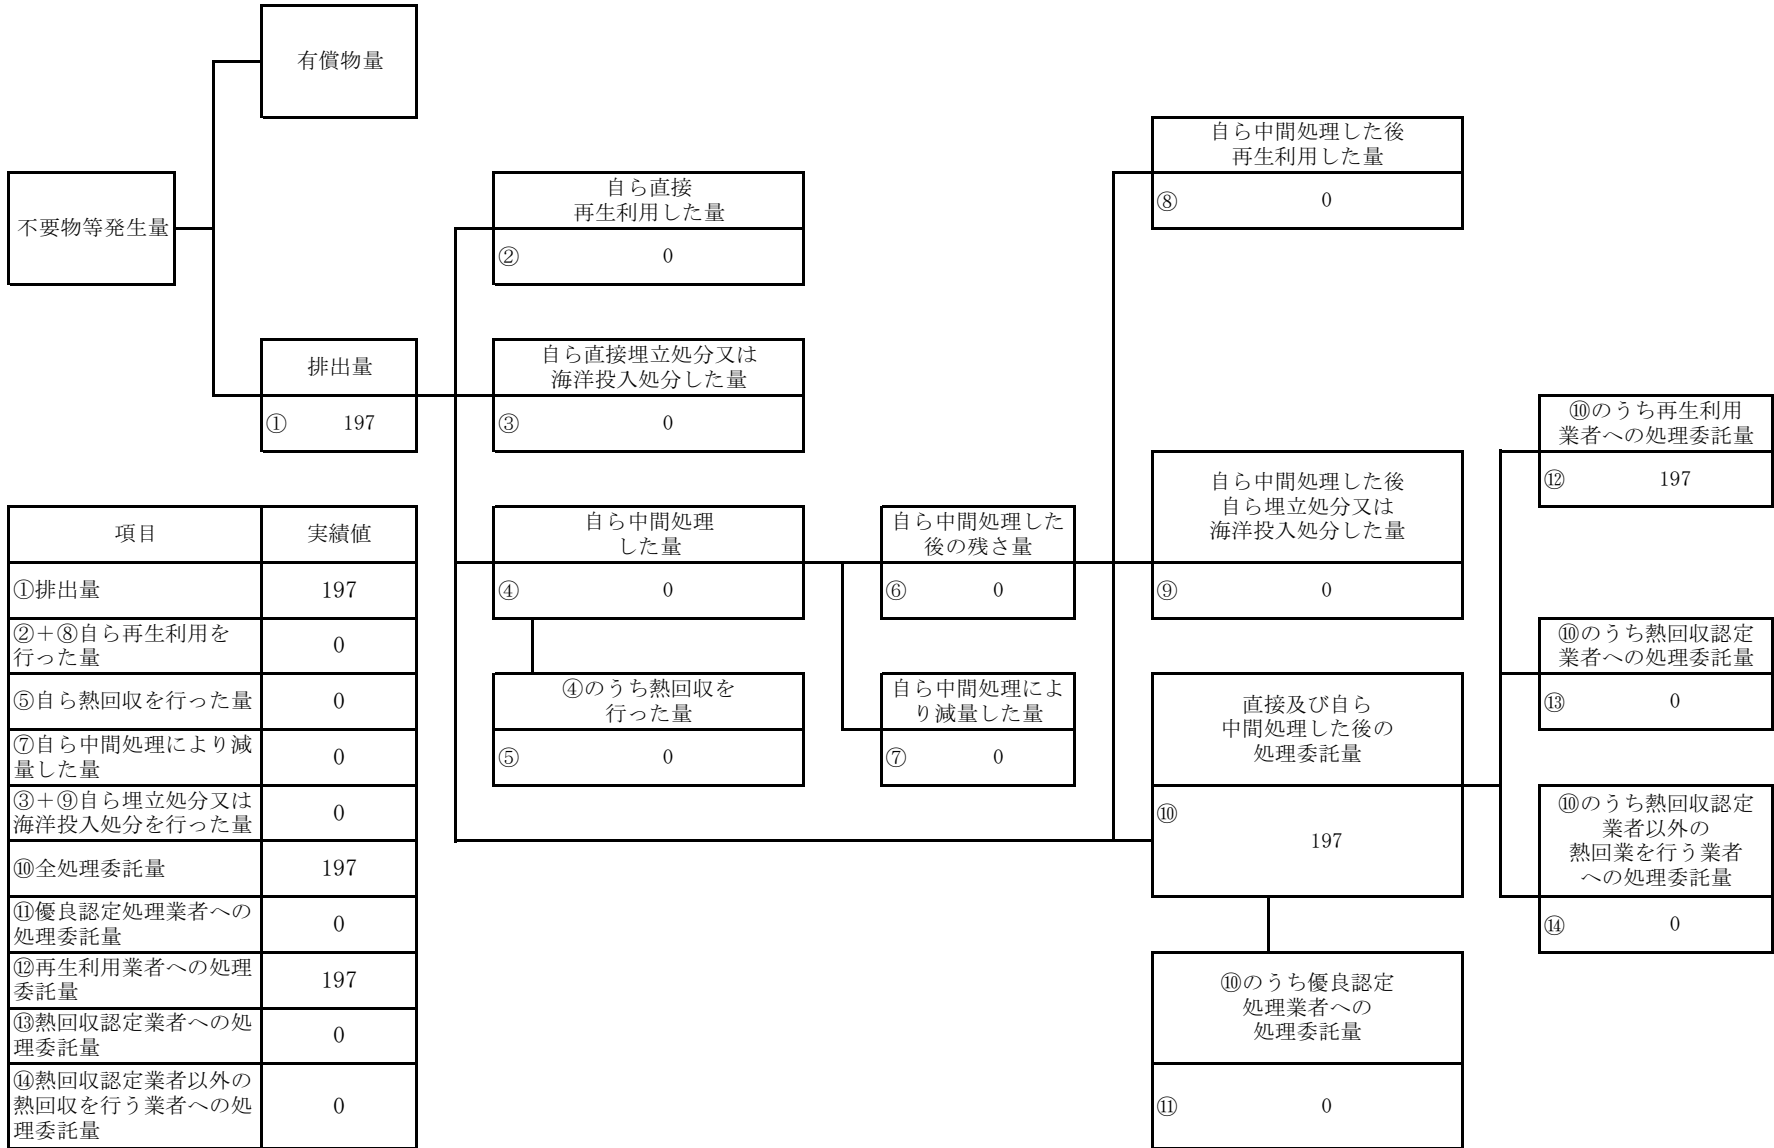 有償物量
不要物等発生量
排出量
① 197
自ら直接
再生利用した量
② 0
自ら直接埋立処分又は
海洋投入処分した量
③ 0
自ら中間処理
した量
④ 0
④のうち熱回収を
行った量
⑤ 0
自ら中間処理した
後の残さ量
⑥ 0
自ら中間処理によ
り減量した量
⑦ 0
自ら中間処理した後
再生利用した量
⑧ 0
自ら中間処理した後
自ら埋立処分又は
海洋投入処分した量
⑨ 0
直接及び自ら
中間処理した後の
処理委託量
⑩
197
⑩のうち優良認定
処理業者への
処理委託量
⑪ 0
⑩のうち再生利用
業者への処理委託量
⑫ 197
⑩のうち熱回収認定
業者への処理委託量
⑬ 0
⑩のうち熱回収認定
業者以外の
熱回業を行う業者
への処理委託量
⑭ 0
項目 実績値
①排出量 197
②＋⑧自ら再生利用を
行った量 0
⑤自ら熱回収を行った量 0
⑦自ら中間処理により減
量した量 0
③＋⑨自ら埋立処分又は
海洋投入処分を行った量 0
⑩全処理委託量 197
⑪優良認定処理業者への
処理委託量 0
⑫再生利用業者への処理
委託量 197
⑬熱回収認定業者への処
理委託量 0
⑭熱回収認定業者以外の
熱回収を行う業者への処
理委託量 0